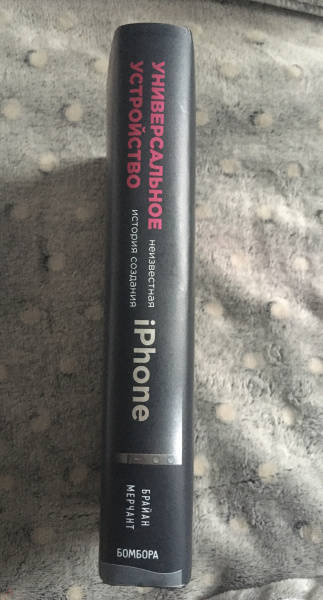 УНИВЕРСАЛЬНОЕ
УСТРОЙСТВО
неизвестная
история создания
iPhone
БРАЙАН
МЕРЧАНТ
БОМБОРА